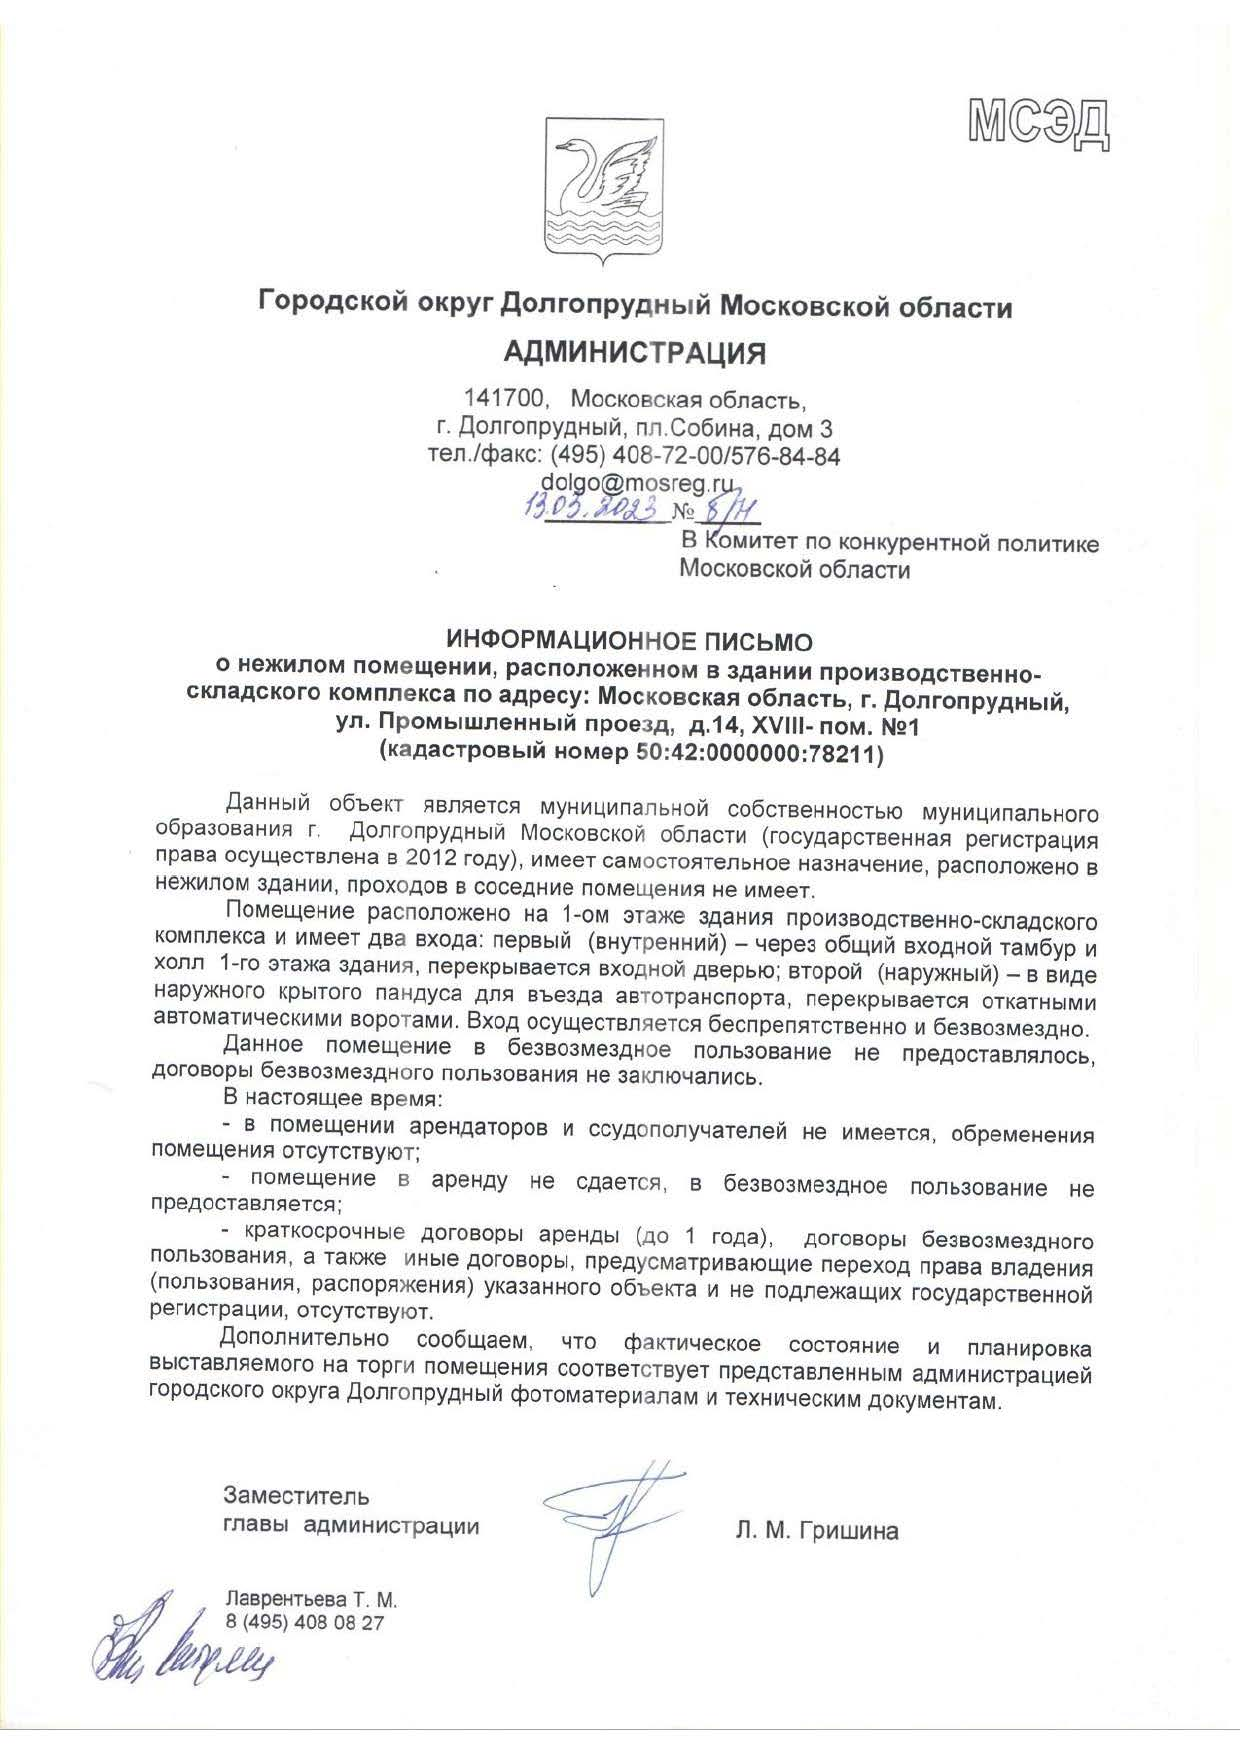 МСЭД
Городской округ Долгопрудный Московской области
АДМИНИСТРАЦИЯ
141700, Московская область,
г. Долгопрудный, пл.Собина, дом 3
тел./факс: (495) 408-72-00/576-84-84
dolgo@mosreg.ru
13.03.2023 № б/н
В Комитет по конкурентной политике
Московской области
ИНФОРМАЦИОННОЕ ПИСЬМО
о нежилом помещении, расположенном в здании производственно-
складского комплекса по адресу: Московская область, г. Долгопрудный,
ул. Промышленный проезд, д.14, XVIII- пом. №1
(кадастровый номер 50:42:0000000:78211)
Данный объект является муниципальной собственностью муниципального
образования г. Долгопрудный Московской области (государственная регистрация
права осуществлена в 2012 году), имеет самостоятельное назначение, расположено в
нежилом здании, проходов в соседние помещения не имеет.
Помещение расположено на 1-ом этаже здания производственно-складского
комплекса и имеет два входа: первый (внутренний) – через общий входной тамбур и
холл 1-го этажа здания, перекрывается входной дверью; второй (наружный) – в виде
наружного крытого пандуса для въезда автотранспорта, перекрывается откатными
автоматическими воротами. Вход осуществляется беспрепятственно и безвозмездно.
Данное помещение в безвозмездное пользование не предоставлялось,
договоры безвозмездного пользования не заключались.
В настоящее время:
- в помещении арендаторов и ссудополучателей не имеется, обременения
помещения отсутствуют;
- помещение в аренду не сдается, в безвозмездное пользование не
предоставляется;
- краткосрочные договоры аренды (до 1 года), договоры безвозмездного
пользования, а также иные договоры, предусматривающие переход права владения
(пользования, распоряжения) указанного объекта и не подлежащих государственной
регистрации, отсутствуют.
Дополнительно сообщаем, что фактическое состояние и планировка
выставляемого на торги помещения соответствует представленным администрацией
городского округа Долгопрудный фотоматериалам и техническим документам.
Заместитель
главы администрации Л. М. Гришина
Лаврентьева Т. М.
8 (495) 408 08 27